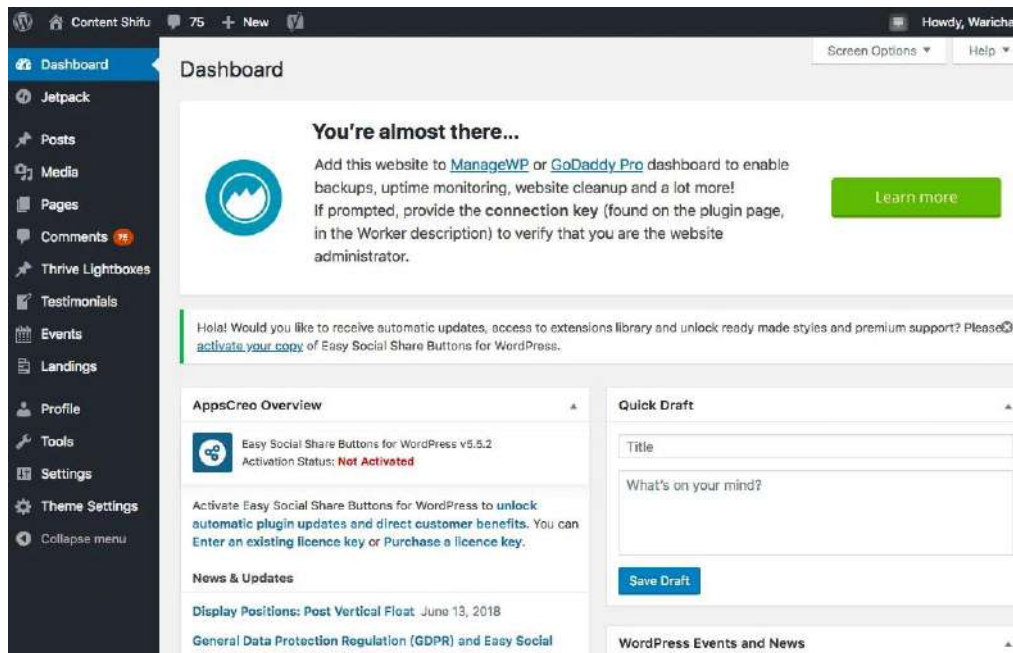 Content Shifu 75 + New
Howdy, Waricha
Screen Options ▼ Help ▼
Dashboard
Jetpack
Posts
Media
Pages
Comments 75
Thrive Lightboxes
Testimonials
Events
Landings
Profile
Tools
Settings
Theme Settings
Collapse menu
Dashboard
You're almost there...
Add this website to ManageWP or GoDaddy Pro dashboard to enable
backups, uptime monitoring, website cleanup and a lot more!
If prompted, provide the connection key (found on the plugin page,
in the Worker description) to verify that you are the website
administrator.
Learn more
Hola! Would you like to receive automatic updates, access to extensions library and unlock ready made styles and premium support? Please
activate your copy of Easy Social Share Buttons for WordPress.
AppsCreo Overview
Easy Social Share Buttons for WordPress v5.5.2
Activation Status: Not Activated
Activate Easy Social Share Buttons for WordPress to unlock
automatic plugin updates and direct customer benefits. You can
Enter an existing licence key or Purchase a licence key.
News & Updates
Display Positions: Post Vertical Float June 13, 2018
General Data Protection Regulation (GDPR) and Easy Social
Quick Draft
Title
What's on your mind?
Save Draft
WordPress Events and News